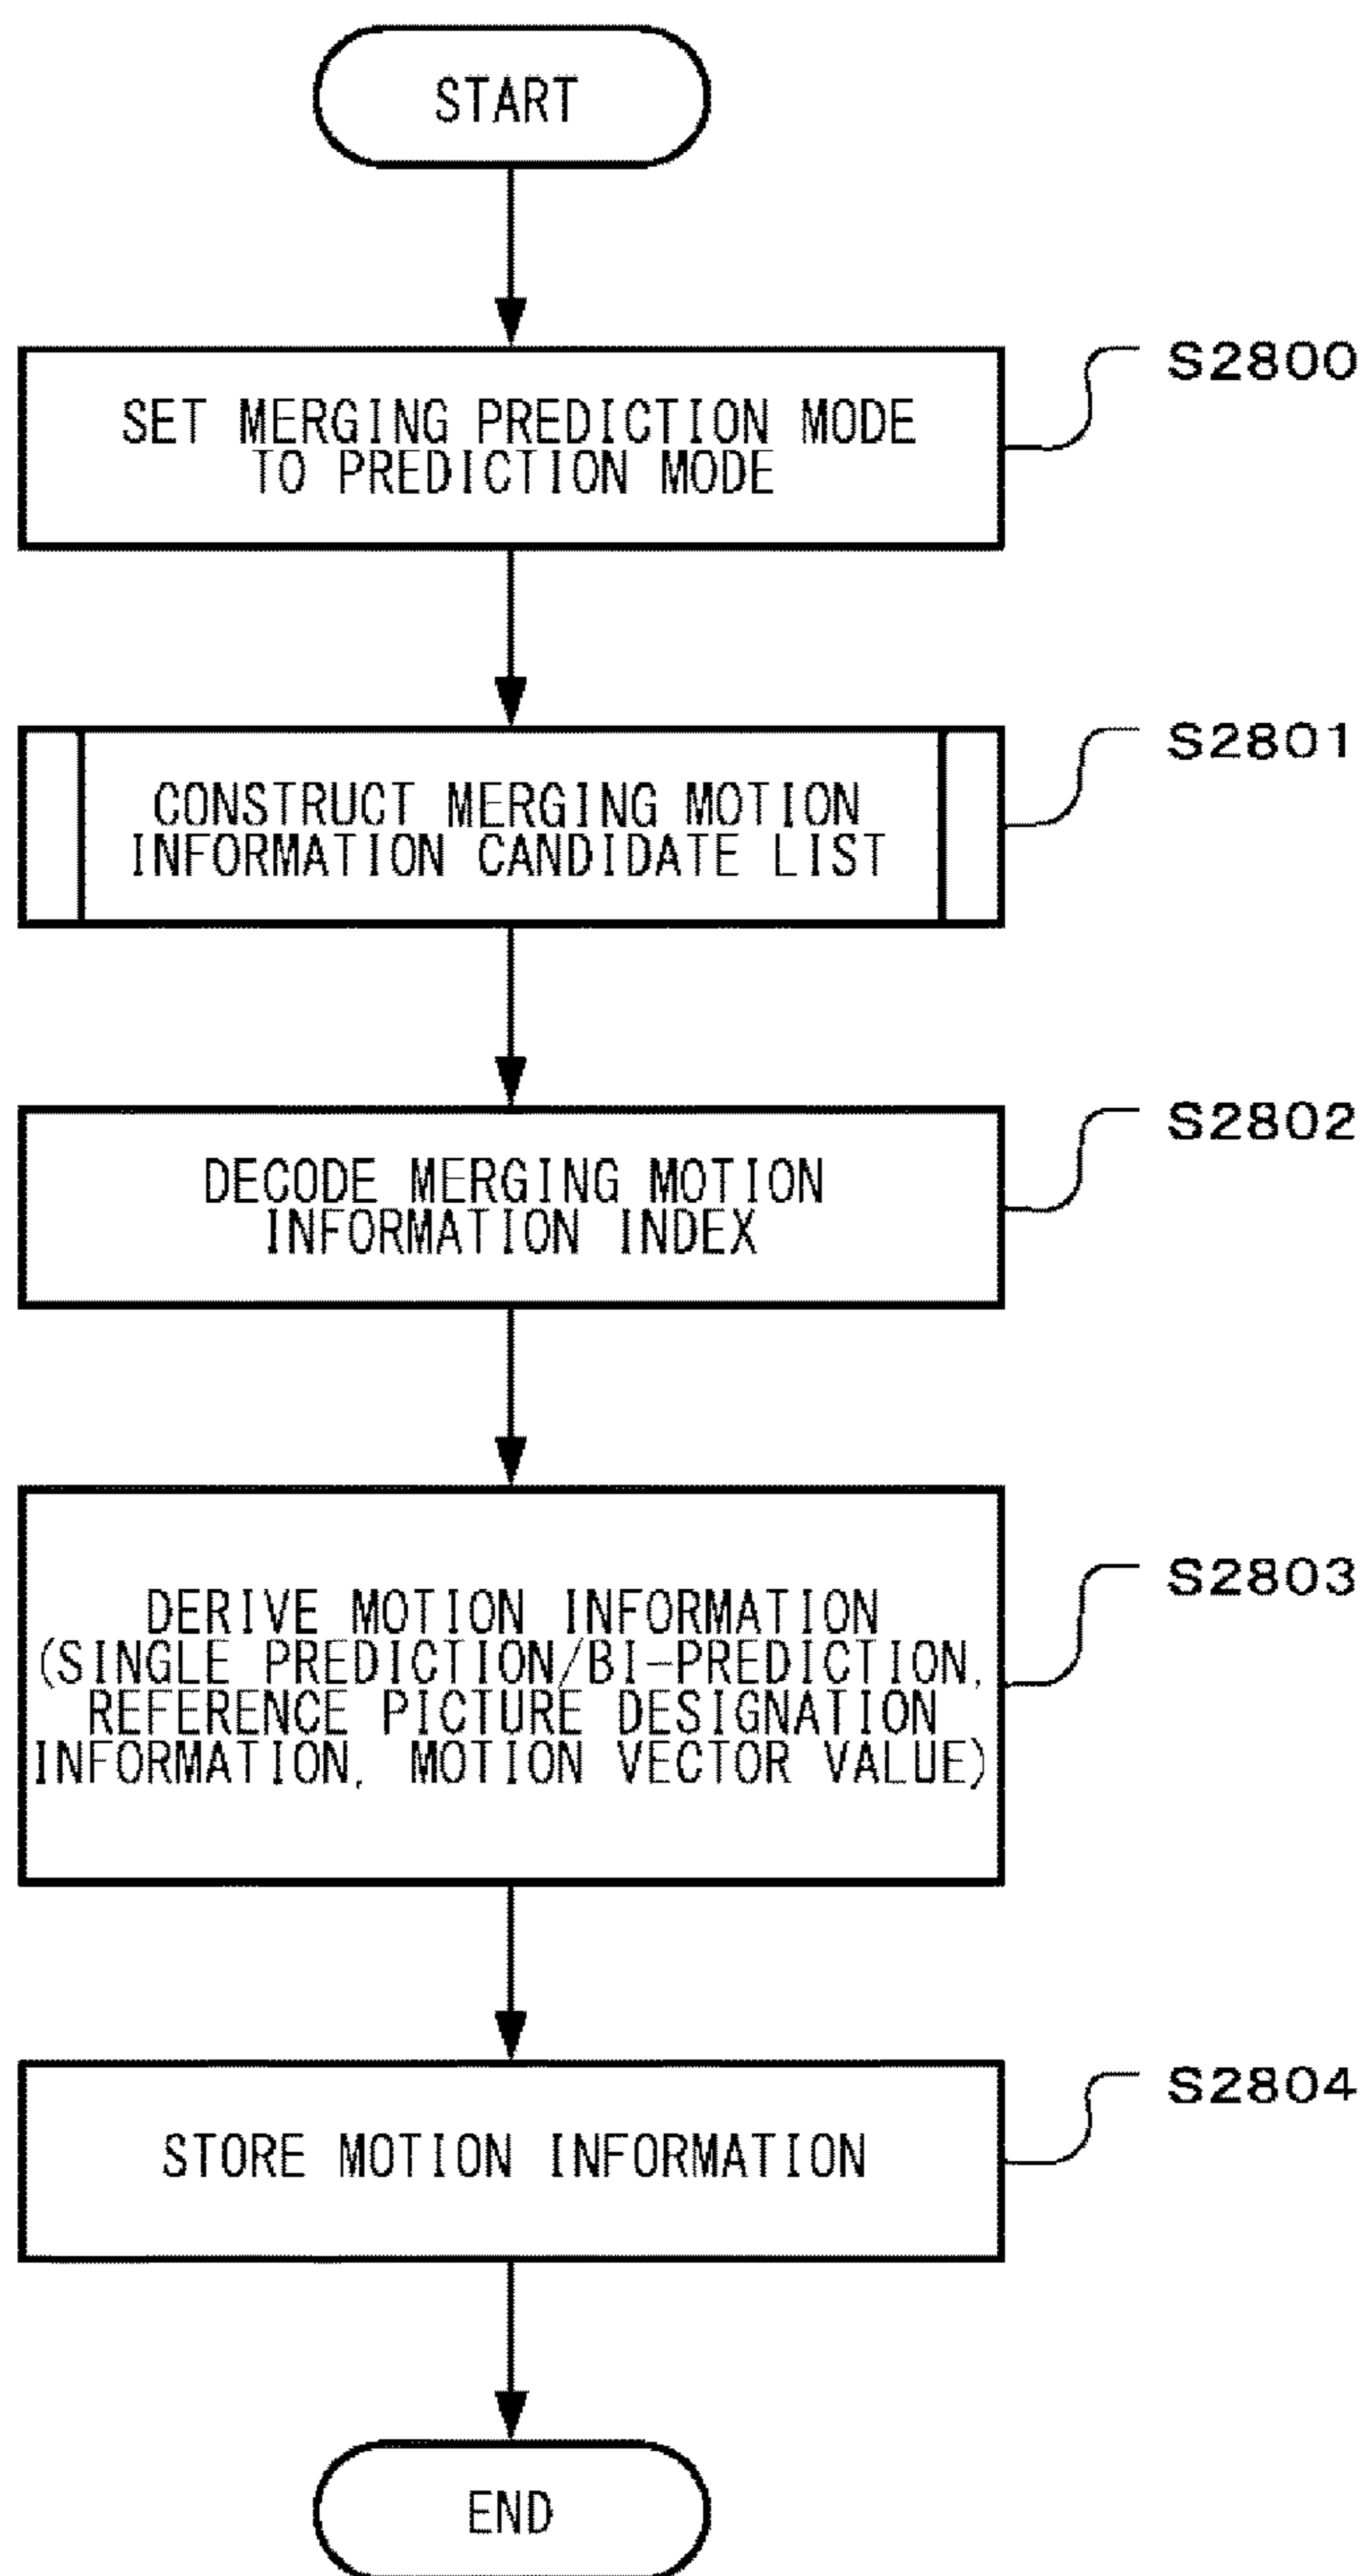 START
SET MERGING PREDICTION MODE
TO PREDICTION MODE
S2800
CONSTRUCT MERGING MOTION
INFORMATION CANDIDATE LIST
S2801
DECODE MERGING MOTION
INFORMATION INDEX
S2802
DERIVE MOTION INFORMATION
(SINGLE PREDICTION/BI-PREDICTION,
REFERENCE PICTURE DESIGNATION
INFORMATION, MOTION VECTOR VALUE)
S2803
STORE MOTION INFORMATION
S2804
END